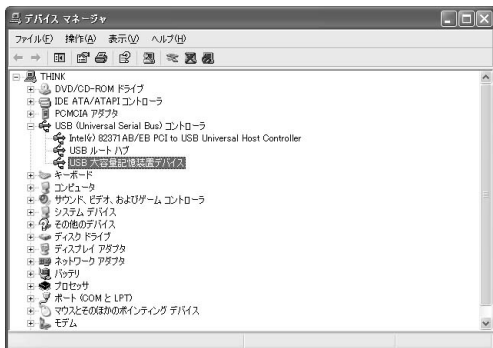 デバイス マネージャ
ファイル(F) 操作(A) 表示(V) ヘルプ(H)
THINK
DVD/CD-ROM ドライブ
IDE ATA/ATAPI コントローラ
PCMCIA アダプタ
USB (Universal Serial Bus) コントローラ
Intel(r) 82371AB/EB PCI to USB Universal Host Controller
USB ルート ハブ
USB 大容量記憶装置デバイス
キーボード
コンピュータ
サウンド、ビデオ、およびゲーム コントローラ
システム デバイス
その他のデバイス
ディスク ドライブ
ディスプレイ アダプタ
ネットワーク アダプタ
バッテリ
プロセッサ
ポート (COM と LPT)
マウスとそのほかのポインティング デバイス
モデム